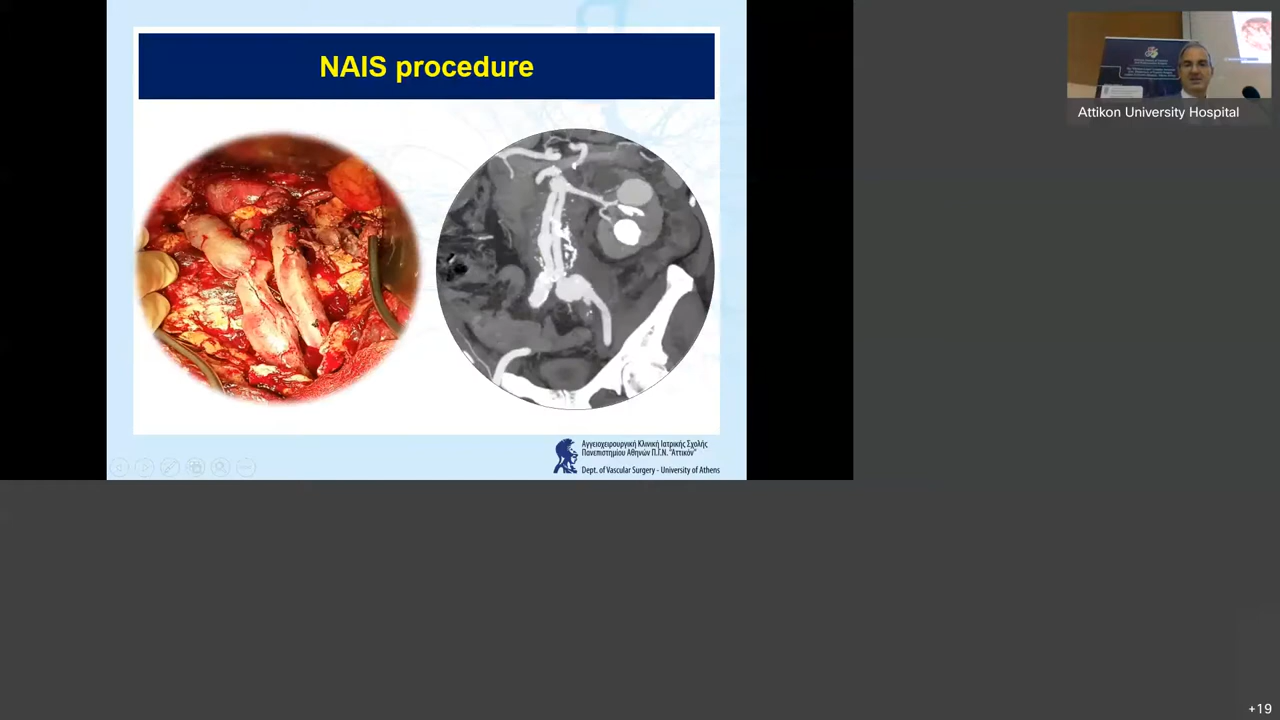 NAIS procedure
Attikon University Hospital
Αγγειοχειρουργική Κλινική Ιατρικής Σχολής
Πανεπιστημίου Αθηνών Π.Γ.Ν. "Αττικόν"
Dept. of Vascular Surgery - University of Athens
+19